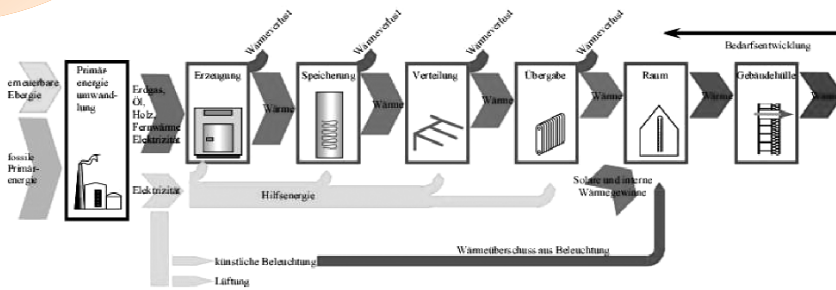 Wärmeverlust
Wärmeverlust
Wärmeverlust
Wärmeverlust
Bedarfsentwicklung
erneuerbare
Ebergie
fossile
Primär-
energie
Primär-
energie
umwand-
lung
Erdgas,
Öl,
Holz,
Fernwärme
Elektrizität
Elektrizität
Erzeugung
Wärme
Speicherung
Wärme
Verteilung
Wärme
Übergabe
Wärme
Raum
Wärme
Gebäudehülle
Wärme
Hilfsenergie
Solare und interne
Wärmegewinne
Wärmeüberschuss aus Beleuchtung
künstliche Beleuchtung
Lüftung